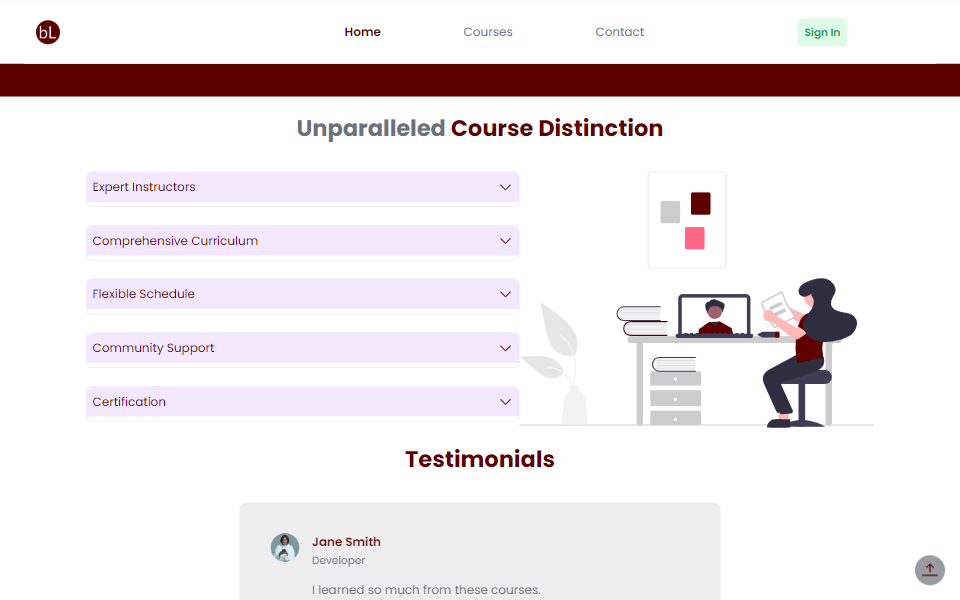 bL
Home
Courses
Contact
Sign In
Unparalleled Course Distinction
Expert Instructors
Comprehensive Curriculum
Flexible Schedule
Community Support
Certification
Testimonials
Jane Smith
Developer
I learned so much from these courses.